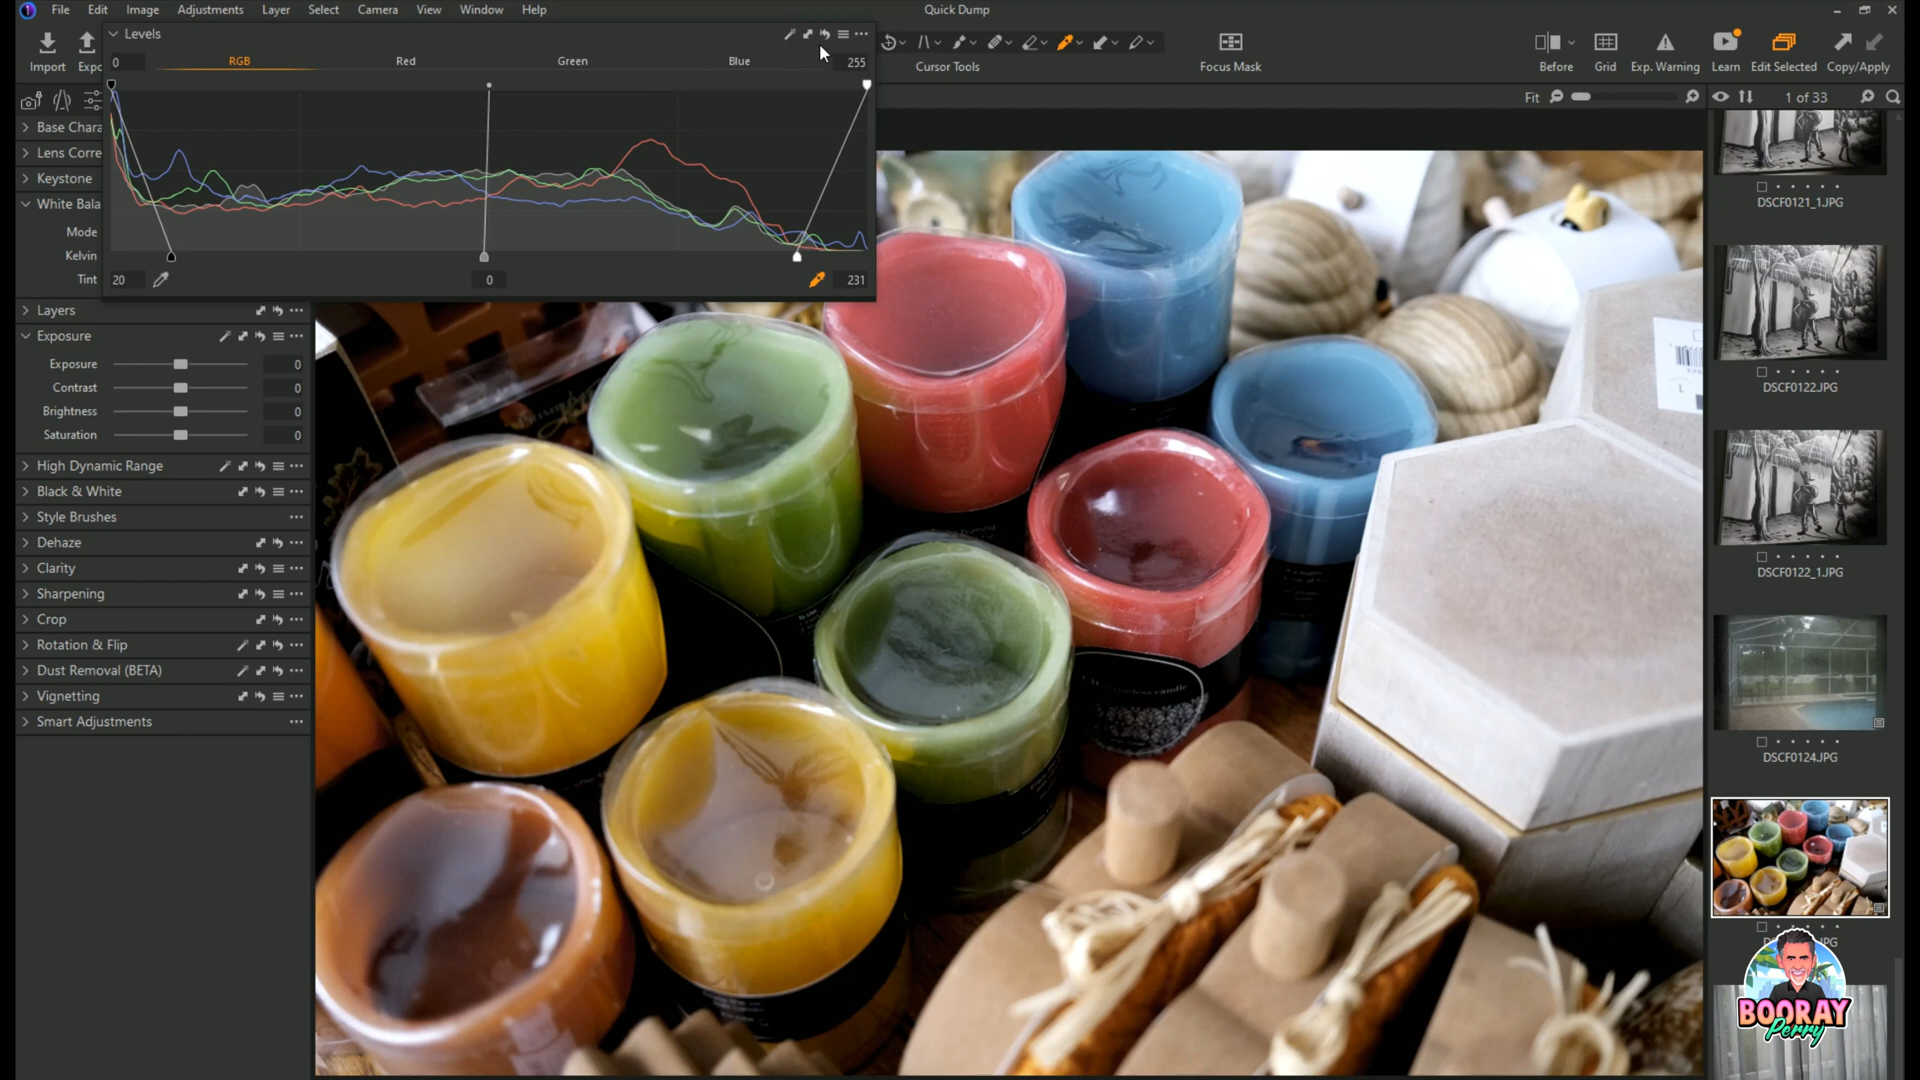 File Edit Image Adjustments Layer Select Camera View Window Help
Quick Dump
Import
Levels
0 RGB Red Green Blue 255
20 0 231
Cursor Tools
Focus Mask
Before Grid Exp. Warning Learn Edit Selected Copy/Apply
Fit
1 of 33
Base Chara
Lens Corre
Keystone
White Bala
Mode
Kelvin
Tint
Layers
Exposure
Exposure 0
Contrast 0
Brightness 0
Saturation 0
High Dynamic Range
Black & White
Style Brushes
Dehaze
Clarity
Sharpening
Crop
Rotation & Flip
Dust Removal (BETA)
Vignetting
Smart Adjustments
DSCF0121_1.JPG
DSCF0122.JPG
DSCF0122_1.JPG
DSCF0124.JPG
BOORAY
Perry